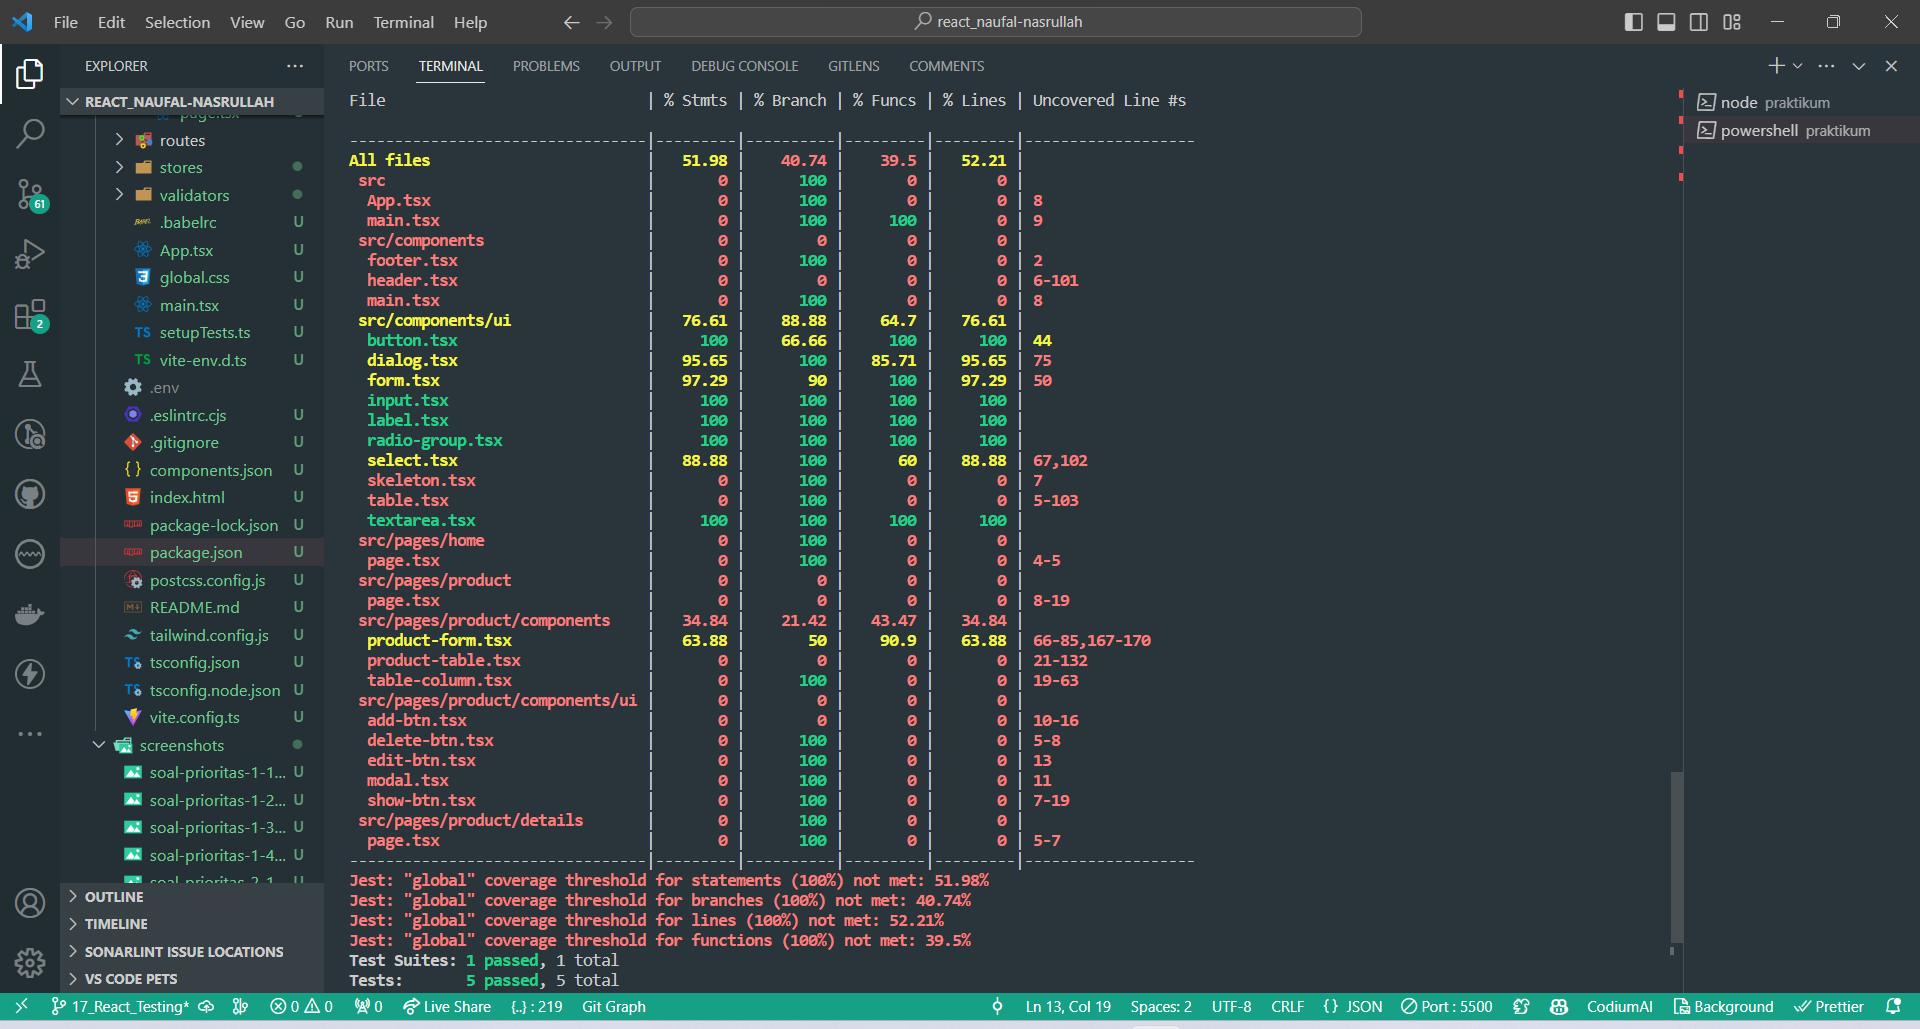 File Edit Selection View Go Run Terminal Help
react_naufal-nasrullah
EXPLORER
REACT_NAUFAL-NASRULLAH
page.tsx
routes
stores
validators
.babelrc U
App.tsx U
global.css U
main.tsx U
setupTests.ts U
vite-env.d.ts U
.env
.eslintrc.cjs U
.gitignore U
components.json U
index.html U
package-lock.json U
package.json U
postcss.config.js U
README.md U
tailwind.config.js U
tsconfig.json U
tsconfig.node.json U
vite.config.ts U
screenshots
soal-prioritas-1-1... U
soal-prioritas-1-2... U
soal-prioritas-1-3... U
soal-prioritas-1-4... U
soal-prioritas-2-1 U
OUTLINE
TIMELINE
SONARLINT ISSUE LOCATIONS
VS CODE PETS
61
2
PORTS TERMINAL PROBLEMS OUTPUT DEBUG CONSOLE GITLENS COMMENTS
File | % Stmts | % Branch | % Funcs | % Lines | Uncovered Line #s
---------------------------------|---------|----------|---------|---------|-------------------
All files | 51.98 | 40.74 | 39.5 | 52.21 |
src | 0 | 100 | 0 | 0 |
App.tsx | 0 | 100 | 0 | 0 | 8
main.tsx | 0 | 100 | 100 | 0 | 9
src/components | 0 | 0 | 0 | 0 |
footer.tsx | 0 | 100 | 0 | 0 | 2
header.tsx | 0 | 0 | 0 | 0 | 6-101
main.tsx | 0 | 100 | 0 | 0 | 8
src/components/ui | 76.61 | 88.88 | 64.7 | 76.61 |
button.tsx | 100 | 66.66 | 100 | 100 | 44
dialog.tsx | 95.65 | 100 | 85.71 | 95.65 | 75
form.tsx | 97.29 | 90 | 100 | 97.29 | 50
input.tsx | 100 | 100 | 100 | 100 |
label.tsx | 100 | 100 | 100 | 100 |
radio-group.tsx | 100 | 100 | 100 | 100 |
select.tsx | 88.88 | 100 | 60 | 88.88 | 67,102
skeleton.tsx | 0 | 100 | 0 | 0 | 7
table.tsx | 0 | 100 | 0 | 0 | 5-103
textarea.tsx | 100 | 100 | 100 | 100 |
src/pages/home | 0 | 100 | 0 | 0 |
page.tsx | 0 | 100 | 0 | 0 | 4-5
src/pages/product | 0 | 0 | 0 | 0 |
page.tsx | 0 | 0 | 0 | 0 | 8-19
src/pages/product/components | 34.84 | 21.42 | 43.47 | 34.84 |
product-form.tsx | 63.88 | 50 | 90.9 | 63.88 | 66-85,167-170
product-table.tsx | 0 | 0 | 0 | 0 | 21-132
table-column.tsx | 0 | 100 | 0 | 0 | 19-63
src/pages/product/components/ui | 0 | 0 | 0 | 0 |
add-btn.tsx | 0 | 0 | 0 | 0 | 10-16
delete-btn.tsx | 0 | 100 | 0 | 0 | 5-8
edit-btn.tsx | 0 | 100 | 0 | 0 | 13
modal.tsx | 0 | 100 | 0 | 0 | 11
show-btn.tsx | 0 | 100 | 0 | 0 | 7-19
src/pages/product/details | 0 | 100 | 0 | 0 |
page.tsx | 0 | 100 | 0 | 0 | 5-7
---------------------------------|---------|----------|---------|---------|-------------------
Jest: "global" coverage threshold for statements (100%) not met: 51.98%
Jest: "global" coverage threshold for branches (100%) not met: 40.74%
Jest: "global" coverage threshold for lines (100%) not met: 52.21%
Jest: "global" coverage threshold for functions (100%) not met: 39.5%
Test Suites: 1 passed, 1 total
Tests: 5 passed, 5 total
node praktikum
powershell praktikum
17_React_Testing* 0 0 0 Live Share {..} : 219 Git Graph
Ln 13, Col 19 Spaces: 2 UTF-8 CRLF {} JSON Port : 5500 CodiumAI Background Prettier